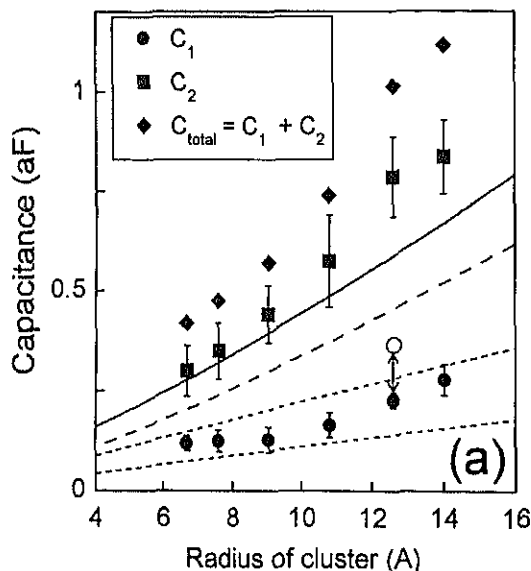 C1
C2
Ctotal = C1 + C2
1
0.5
0
Capacitance (aF)
(a)
4 6 8 10 12 14 16
Radius of cluster (A)